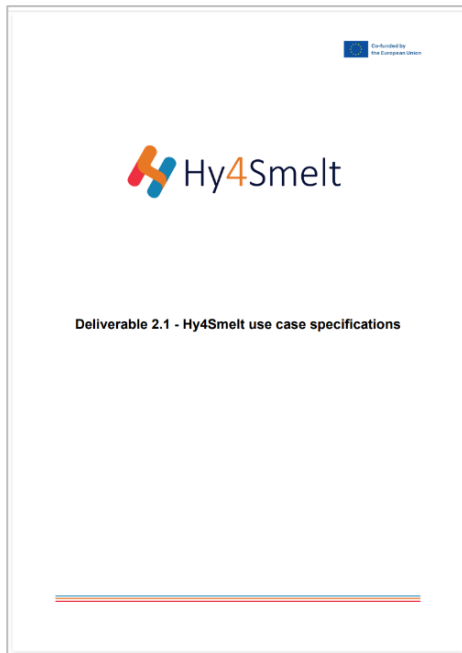 Co-funded by
the European Union
Hy4Smelt
Deliverable 2.1 - Hy4Smelt use case specifications